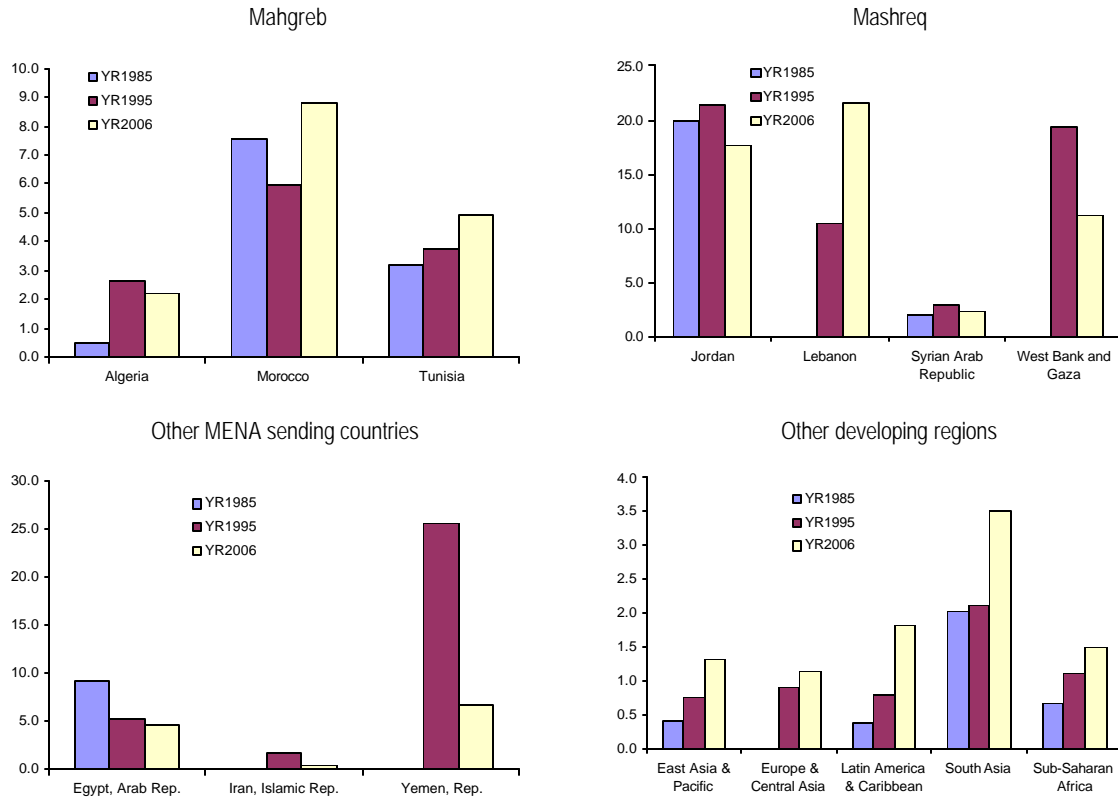 Mahgreb
10.0
9.0
8.0
7.0
6.0
5.0
4.0
3.0
2.0
1.0
0.0
YR1985
YR1995
YR2006
Algeria
Morocco
Tunisia
Mashreq
25.0
20.0
15.0
10.0
5.0
0.0
YR1985
YR1995
YR2006
Jordan
Lebanon
Syrian Arab
Republic
West Bank and
Gaza
Other MENA sending countries
30.0
25.0
20.0
15.0
10.0
5.0
0.0
YR1985
YR1995
YR2006
Egypt, Arab Rep.
Iran, Islamic Rep.
Yemen, Rep.
Other developing regions
4.0
3.5
3.0
2.5
2.0
1.5
1.0
0.5
0.0
YR1985
YR1995
YR2006
East Asia &
Pacific
Europe &
Central Asia
Latin America
& Caribbean
South Asia
Sub-Saharan
Africa